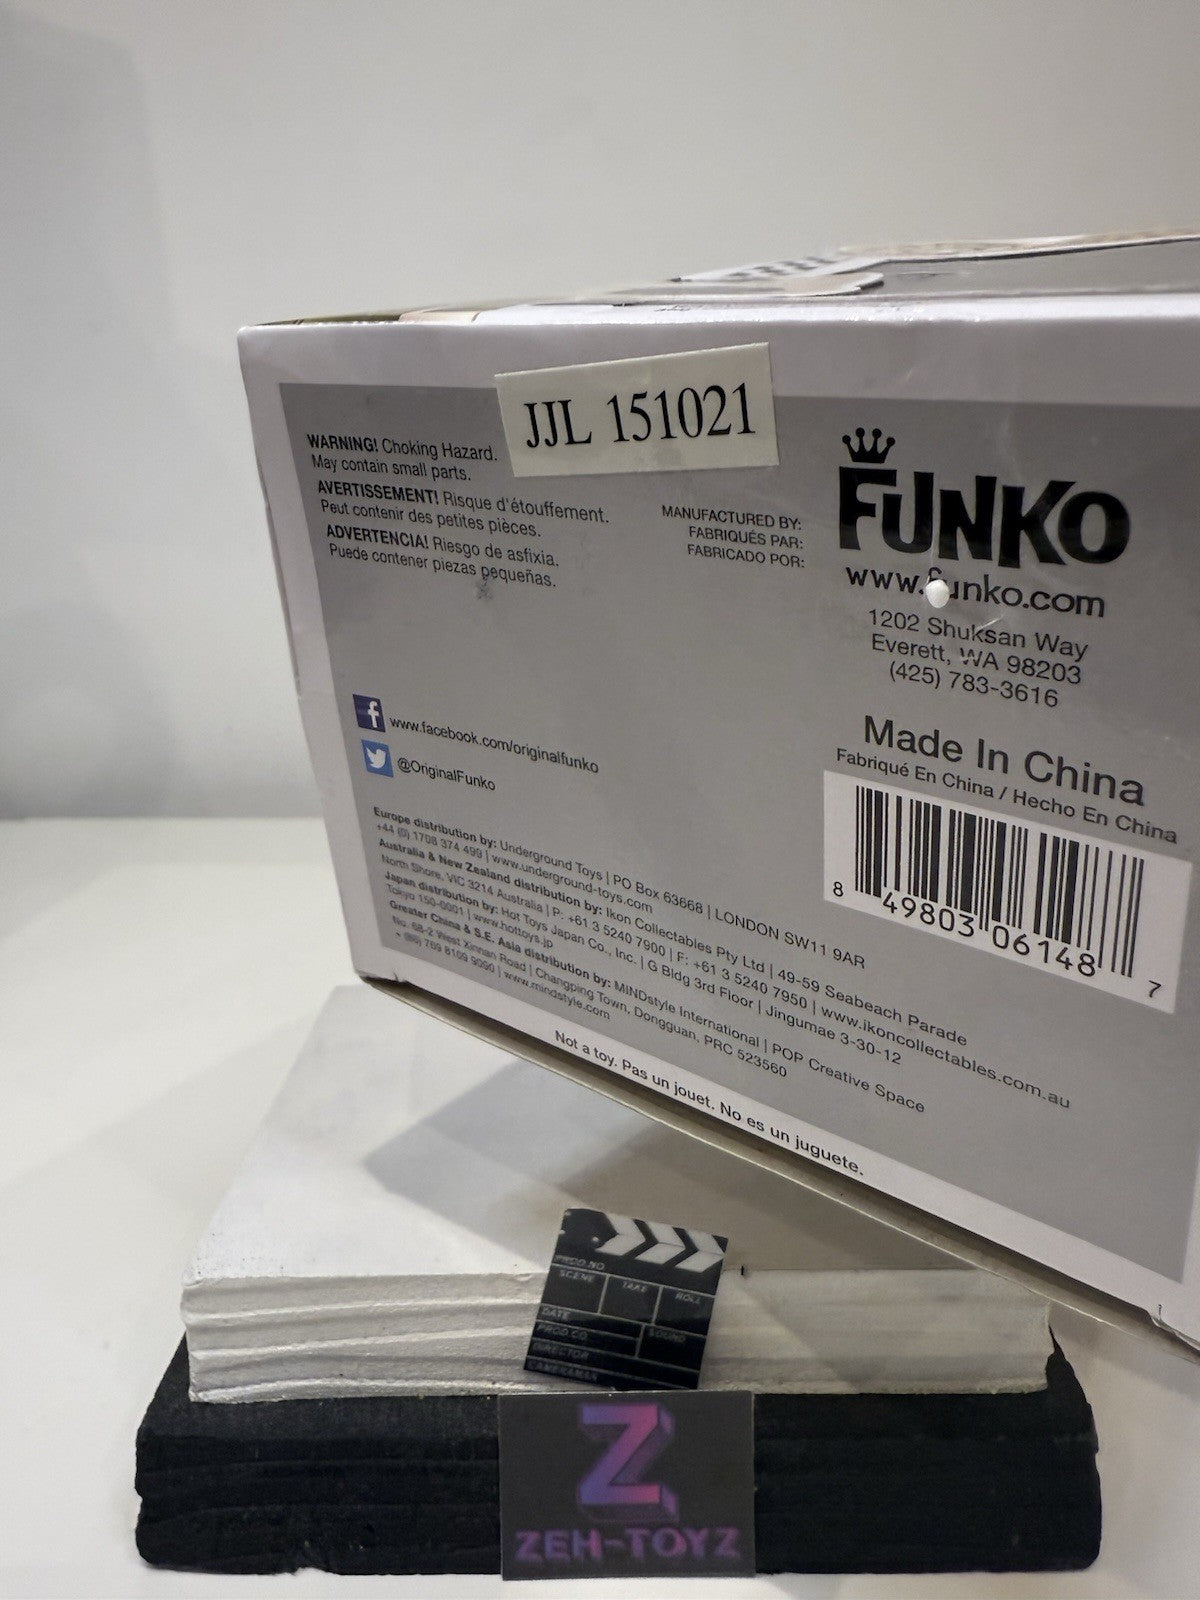 JJL 151021
WARNING! Choking Hazard.
May contain small parts.
AVERTISSEMENT! Risque d'étouffement.
Peut contenir des petites pièces.
ADVERTENCIA! Riesgo de asfixia.
Puede contener piezas pequeñas.
MANUFACTURED BY:
FABRIQUÉS PAR:
FABRICADO POR:
FUNKO
www.funko.com
1202 Shuksan Way
Everett, WA 98203
(425) 783-3616
Made In China
Fabriqué En China / Hecho En China
8 49803 06148 7
f www.facebook.com/originalfunko
@OriginalFunko
Europe distribution by: Underground Toys | PO Box 63668 | LONDON SW11 9AR
+44 (0) 1708 374 499 | www.underground-toys.com
Australia & New Zealand distribution by: Ikon Collectables Pty Ltd | 49-59 Seabeach Parade
North Shore, VIC 3214 Australia | P: +61 3 5240 7900 | F: +61 3 5240 7950 | www.ikoncollectables.com.au
Japan distribution by: Hot Toys Japan Co., Inc. | G Bldg 3rd Floor | Jingumae 3-30-12
Tokyo 150-0001 | www.hottoys.jp
Greater China & S.E. Asia distribution by: MINDstyle International | POP Creative Space
No. 68-2 West Xinnan Road | Changping Town, Dongguan, PRC 523560
+ (86) 769 8109 9090 | www.mindstyle.com
Not a toy. Pas un jouet. No es un juguete.
PROD.NO.
SCENE TAKE ROLL
DATE SOUND
PROD.CO.
DIRECTOR
CAMERAMAN
Z
ZEH-TOYZ